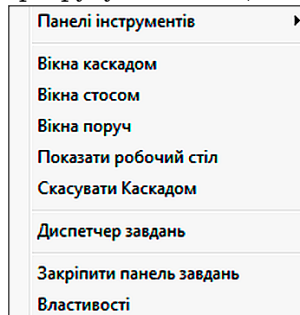 Панелі інструментів
Вікна каскадом
Вікна стосом
Вікна поруч
Показати робочий стіл
Скасувати Каскадом
Диспетчер завдань
Закріпити панель завдань
Властивості